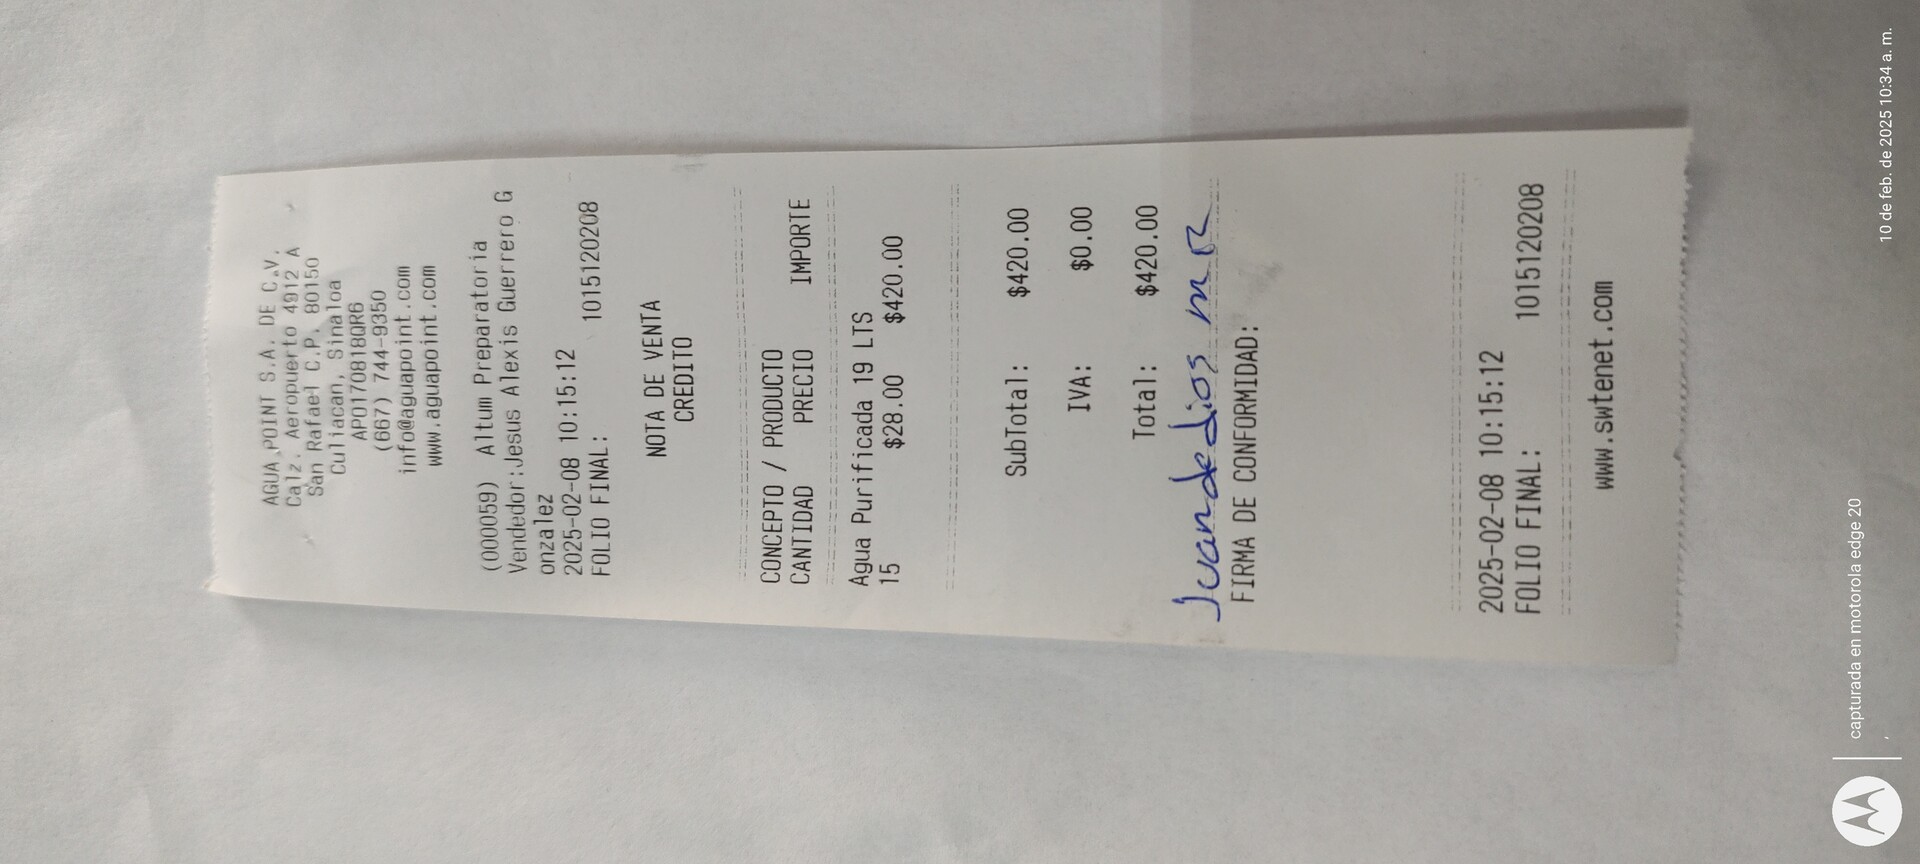 AGUA POINT S.A. DE C.V.
Calz. Aeropuerto 4912 A
San Rafael C.P. 80150
Culiacan, Sinaloa
APO170818QR6
(667) 744-9350
info@aguapoint.com
www.aguapoint.com
(000059) Altum Preparatoria
Vendedor:Jesus Alexis Guerrero G
onzalez
2025-02-08 10:15:12
FOLIO FINAL: 1015120208
NOTA DE VENTA
CREDITO
CONCEPTO / PRODUCTO
CANTIDAD PRECIO IMPORTE
Agua Purificada 19 LTS
15 $28.00 $420.00
SubTotal: $420.00
IVA: $0.00
Total: $420.00
Juandedios
FIRMA DE CONFORMIDAD:
2025-02-08 10:15:12
FOLIO FINAL: 1015120208
www.swtenet.com
capturada en motorola edge 20
10 de feb. de 2025 10:34 a. m.